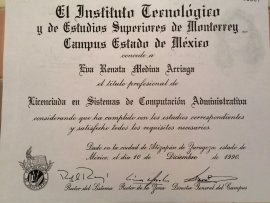 El Instituto Tecnológico
y de Estudios Superiores de Monterrey
Campus Estado de México
concede a
Eva Renata Medina Arriaga
el título profesional de
Licenciada en Sistemas de Computación Administrativa
considerando que ha cumplido con los estudios correspondientes
y satisfecho todos los requisitos necesarios.
Dado en la ciudad de Atizapán de Zaragoza estado de
México, el día 10 de Diciembre de 1990.
Rector del Sistema Rector de la Zona Director General del Campus